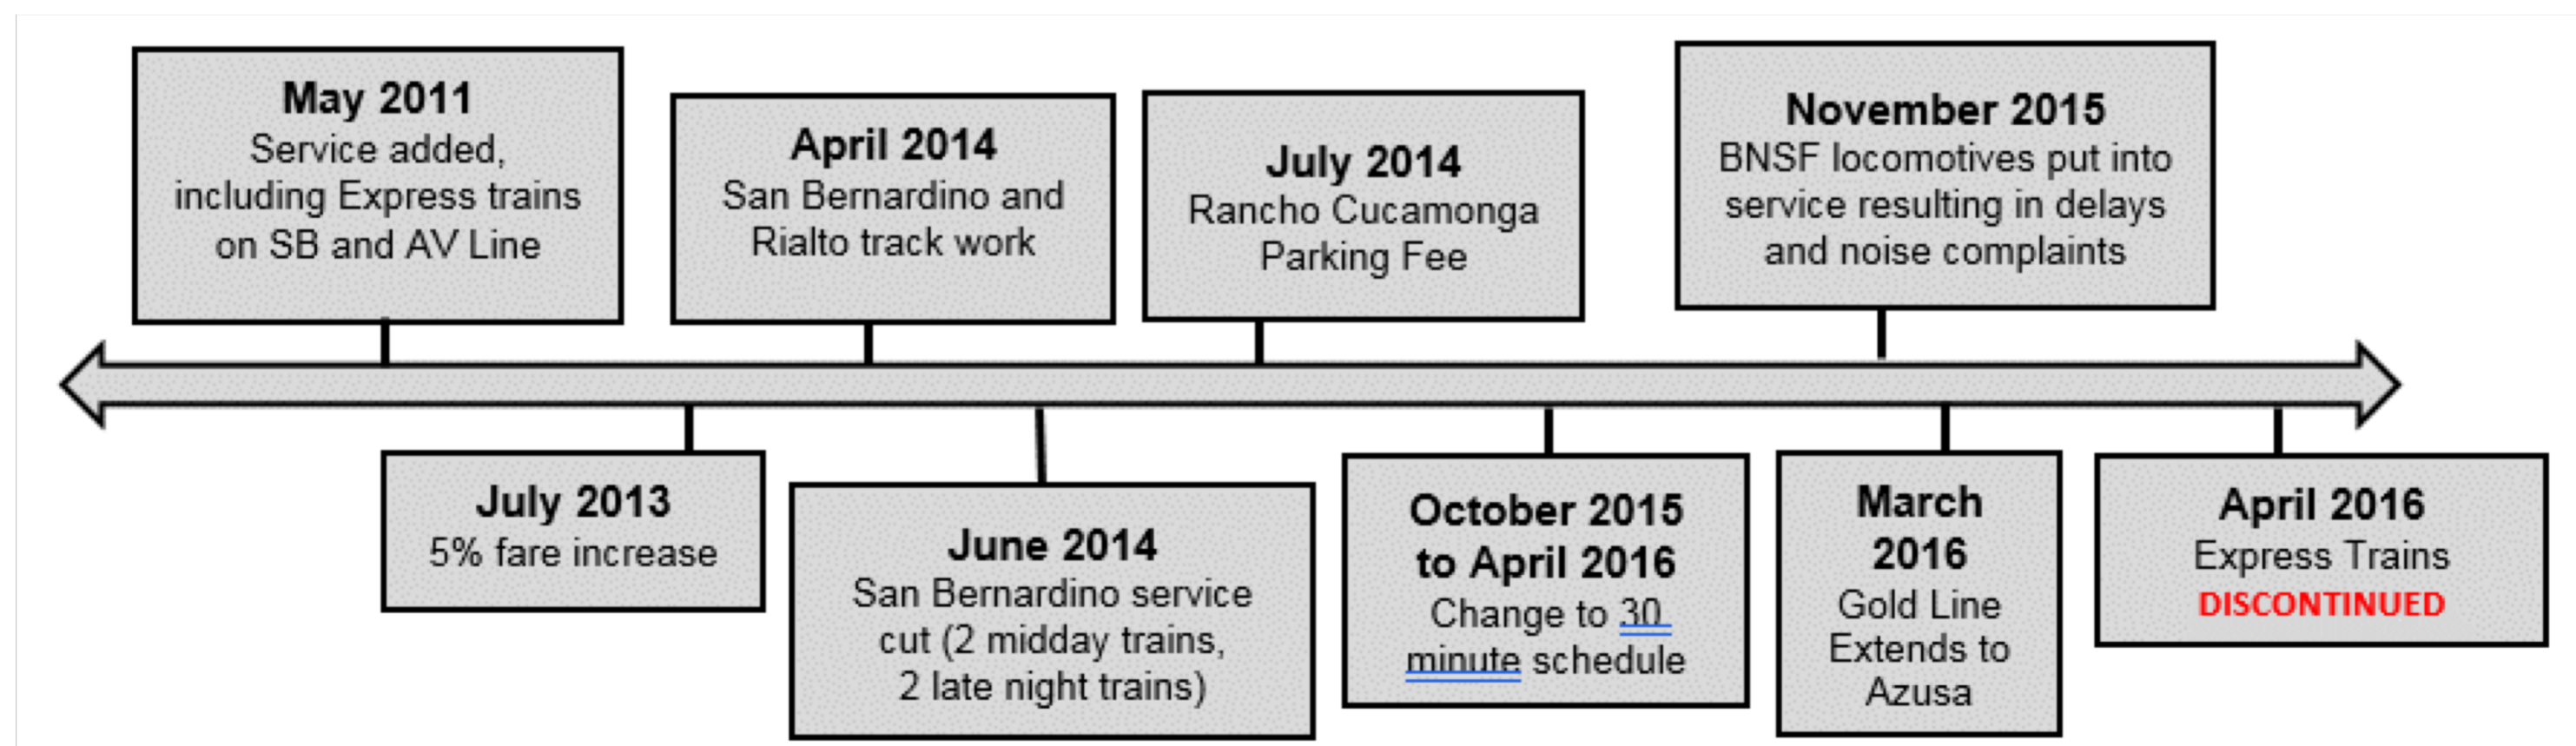 May 2011
Service added,
including Express trains
on SB and AV Line
April 2014
San Bernardino and
Rialto track work
July 2014
Rancho Cucamonga
Parking Fee
November 2015
BNSF locomotives put into
service resulting in delays
and noise complaints
July 2013
5% fare increase
June 2014
San Bernardino service
cut (2 midday trains,
2 late night trains)
October 2015
to April 2016
Change to 30
minute schedule
March
2016
Gold Line
Extends to
Azusa
April 2016
Express Trains
DISCONTINUED